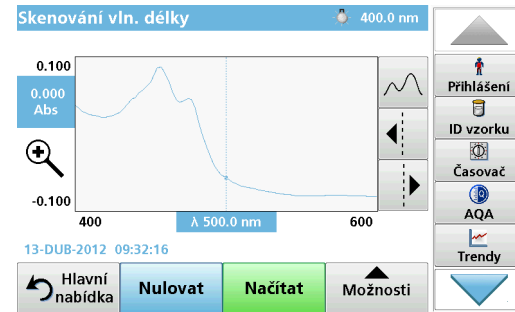 Skenování vln. délky
400.0 nm
0.100
0.000
Abs
-0.100
400
λ 500.0 nm
600
13-DUB-2012 09:32:16
Hlavní
nabídka
Nulovat
Načítat
Možnosti
Přihlášení
ID vzorku
Časovač
AQA
Trendy